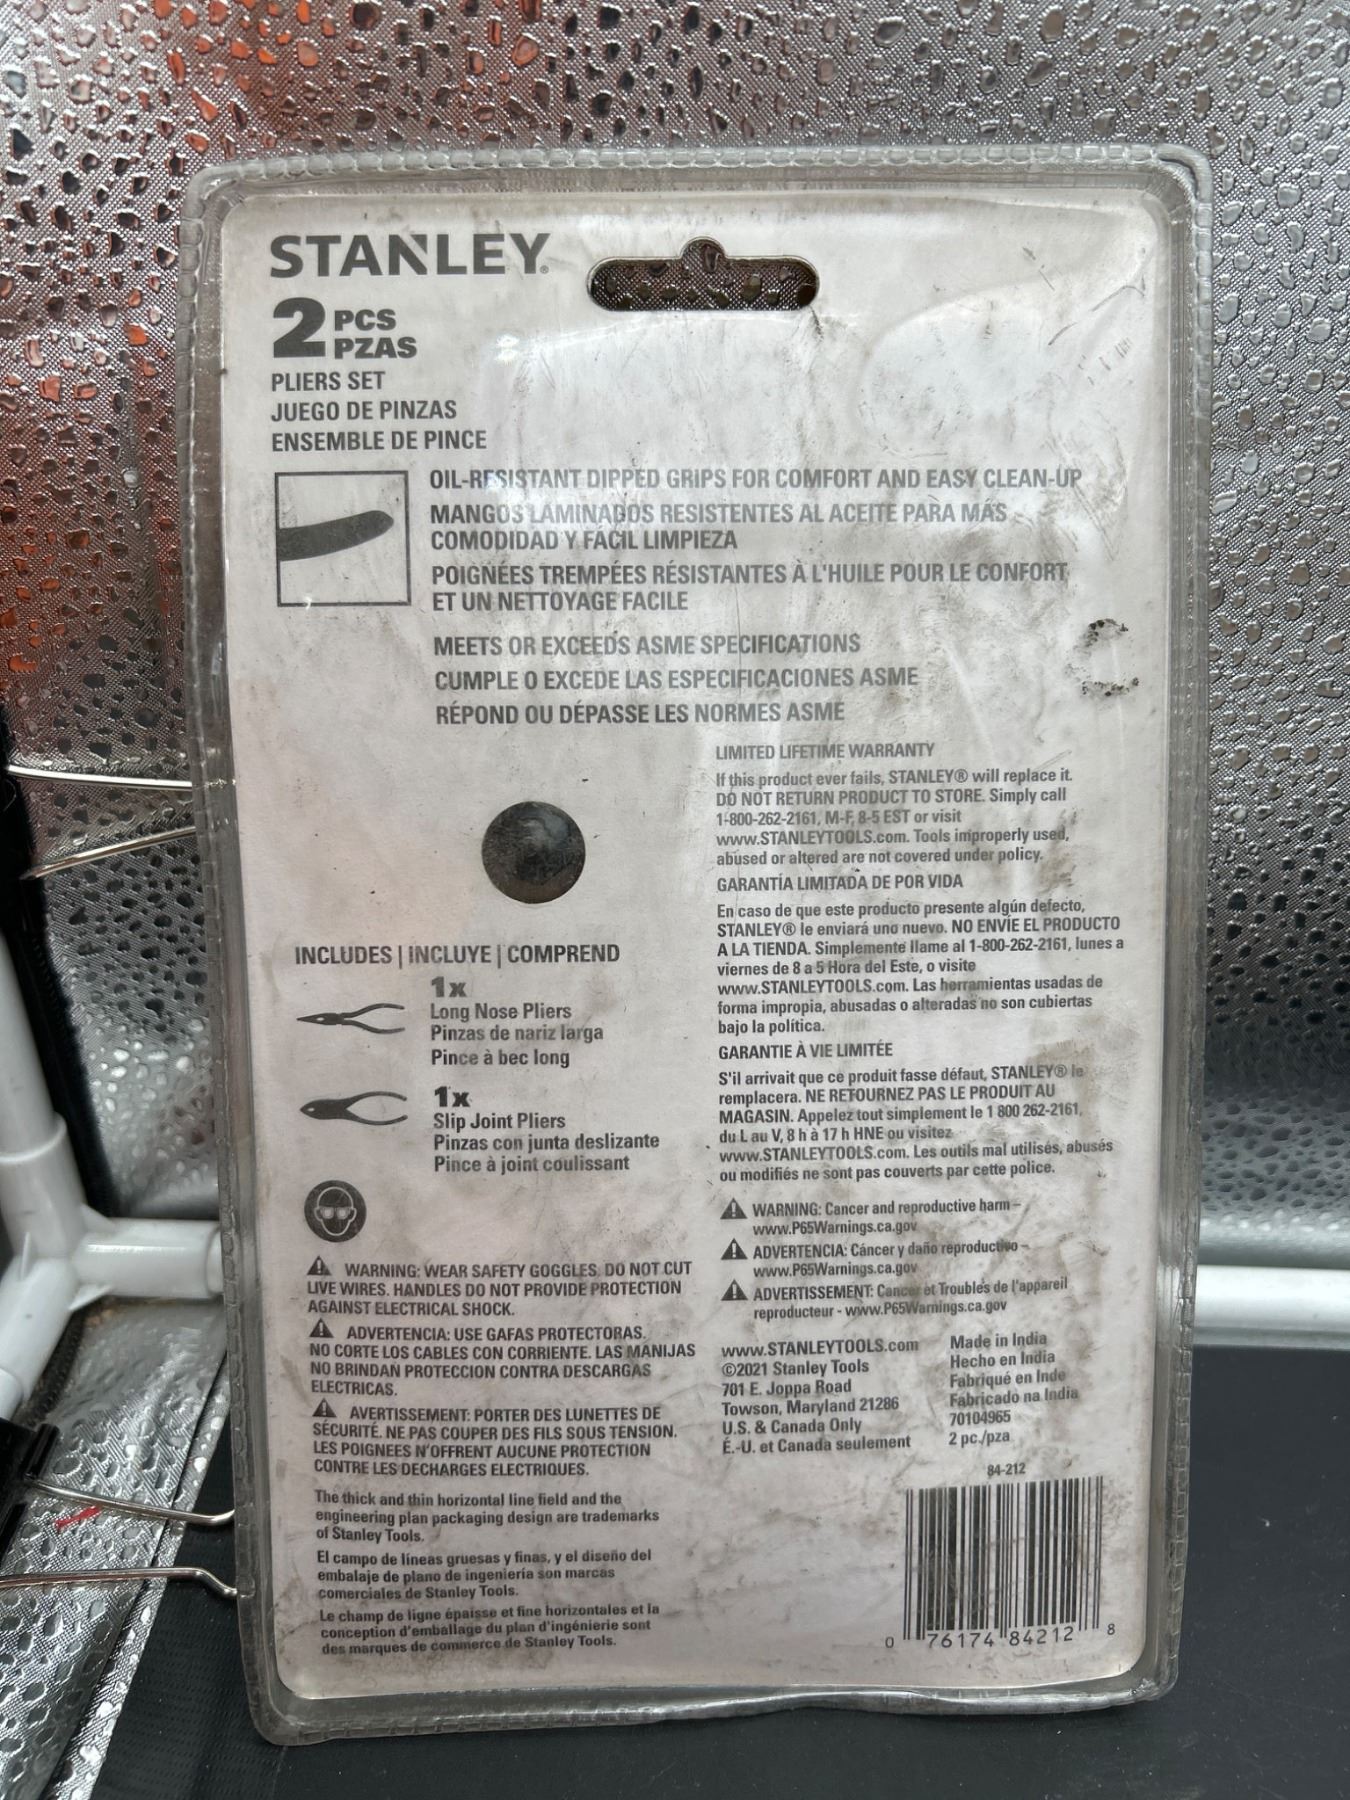 STANLEY®
2 PCS
PZAS
PLIERS SET
JUEGO DE PINZAS
ENSEMBLE DE PINCE
OIL-RESISTANT DIPPED GRIPS FOR COMFORT AND EASY CLEAN-UP
MANGOS LAMINADOS RESISTENTES AL ACEITE PARA MÁS
COMODIDAD Y FÁCIL LIMPIEZA
POIGNÉES TREMPÉES RÉSISTANTES À L'HUILE POUR LE CONFORT
ET UN NETTOYAGE FACILE
MEETS OR EXCEEDS ASME SPECIFICATIONS
CUMPLE O EXCEDE LAS ESPECIFICACIONES ASME
RÉPOND OU DÉPASSE LES NORMES ASME
INCLUDES | INCLUYE | COMPREND
1x
Long Nose Pliers
Pinzas de nariz larga
Pince à bec long
1x
Slip Joint Pliers
Pinzas con junta deslizante
Pince à joint coulissant
WARNING: WEAR SAFETY GOGGLES. DO NOT CUT
LIVE WIRES. HANDLES DO NOT PROVIDE PROTECTION
AGAINST ELECTRICAL SHOCK.
ADVERTENCIA: USE GAFAS PROTECTORAS.
NO CORTE LOS CABLES CON CORRIENTE. LAS MANIJAS
NO BRINDAN PROTECCION CONTRA DESCARGAS
ELECTRICAS.
AVERTISSEMENT: PORTER DES LUNETTES DE
SÉCURITÉ. NE PAS COUPER DES FILS SOUS TENSION.
LES POIGNEES N'OFFRENT AUCUNE PROTECTION
CONTRE LES DECHARGES ELECTRIQUES.
The thick and thin horizontal line field and the
engineering plan packaging design are trademarks
of Stanley Tools.
El campo de líneas gruesas y finas, y el diseño del
embalaje de plano de ingeniería son marcas
comerciales de Stanley Tools.
Le champ de ligne épaisse et fine horizontales et la
conception d'emballage du plan d'ingénierie sont
des marques de commerce de Stanley Tools.
LIMITED LIFETIME WARRANTY
If this product ever fails, STANLEY® will replace it.
DO NOT RETURN PRODUCT TO STORE. Simply call
1-800-262-2161, M-F, 8-5 EST or visit
www.STANLEYTOOLS.com. Tools improperly used,
abused or altered are not covered under policy.
GARANTÍA LIMITADA DE POR VIDA
En caso de que este producto presente algún defecto,
STANLEY® le enviará uno nuevo. NO ENVÍE EL PRODUCTO
A LA TIENDA. Simplemente llame al 1-800-262-2161, lunes a
viernes de 8 a 5 Hora del Este, o visite
www.STANLEYTOOLS.com. Las herramientas usadas de
forma impropia, abusadas o alteradas no son cubiertas
bajo la política.
GARANTIE À VIE LIMITÉE
S'il arrivait que ce produit fasse défaut, STANLEY® le
remplacera. NE RETOURNEZ PAS LE PRODUIT AU
MAGASIN. Appelez tout simplement le 1 800 262-2161,
du L au V, 8 h à 17 h HNE ou visitez
www.STANLEYTOOLS.com. Les outils mal utilisés, abusés
ou modifiés ne sont pas couverts par cette police.
WARNING: Cancer and reproductive harm –
www.P65Warnings.ca.gov
ADVERTENCIA: Cáncer y daño reproductivo –
www.P65Warnings.ca.gov
ADVERTISSEMENT: Cancer et Troubles de l'appareil
reproducteur - www.P65Warnings.ca.gov
www.STANLEYTOOLS.com
©2021 Stanley Tools
701 E. Joppa Road
Towson, Maryland 21286
U.S. & Canada Only
É.-U. et Canada seulement
Made in India
Hecho en India
Fabriqué en Inde
Fabricado na India
70104965
2 pc./pza
84-212
0 76174 84212 8